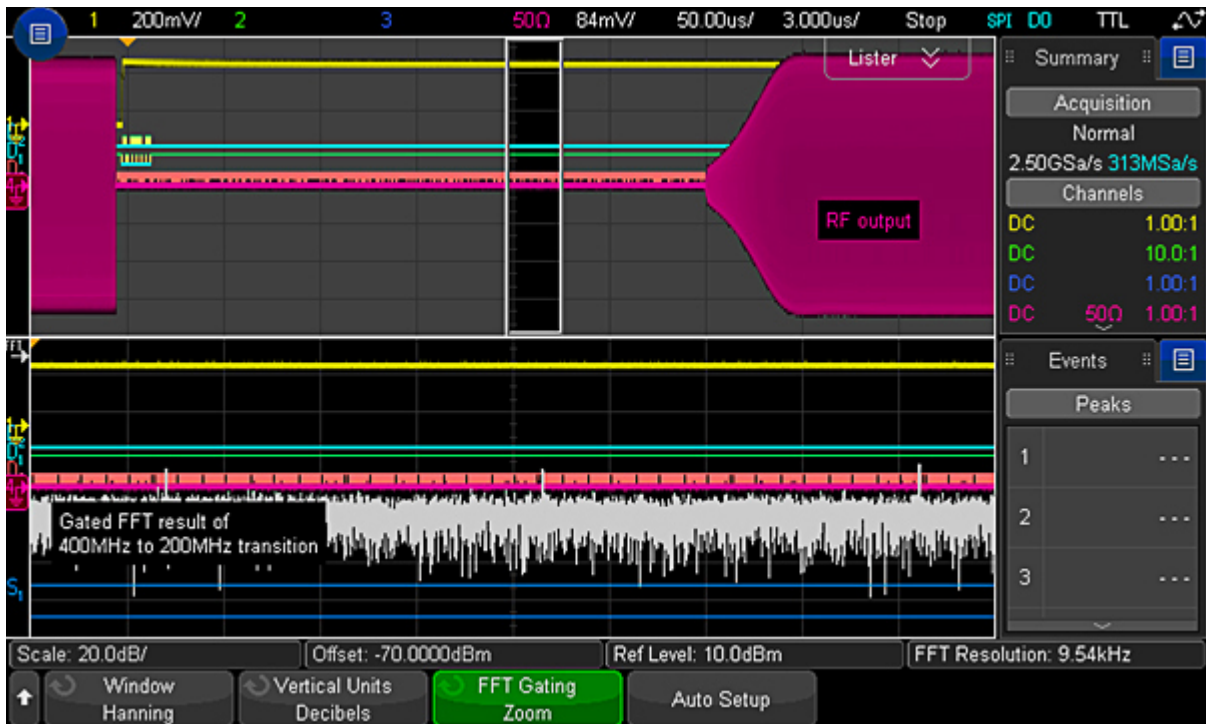 1 200mV/ 2 3 50Ω 84mV/ 50.00us/ 3.000us/ Stop SPI D0 TTL
Lister
Summary
Acquisition
Normal
2.50GSa/s 313MSa/s
Channels
DC 1.00:1
DC 10.0:1
DC 1.00:1
DC 50Ω 1.00:1
RF output
Events
Peaks
1 ---
2 ---
3 ---
Gated FFT result of
400MHz to 200MHz transition
S1
Scale: 20.0dB/ Offset: -70.0000dBm Ref Level: 10.0dBm FFT Resolution: 9.54kHz
Window
Hanning
Vertical Units
Decibels
FFT Gating
Zoom
Auto Setup